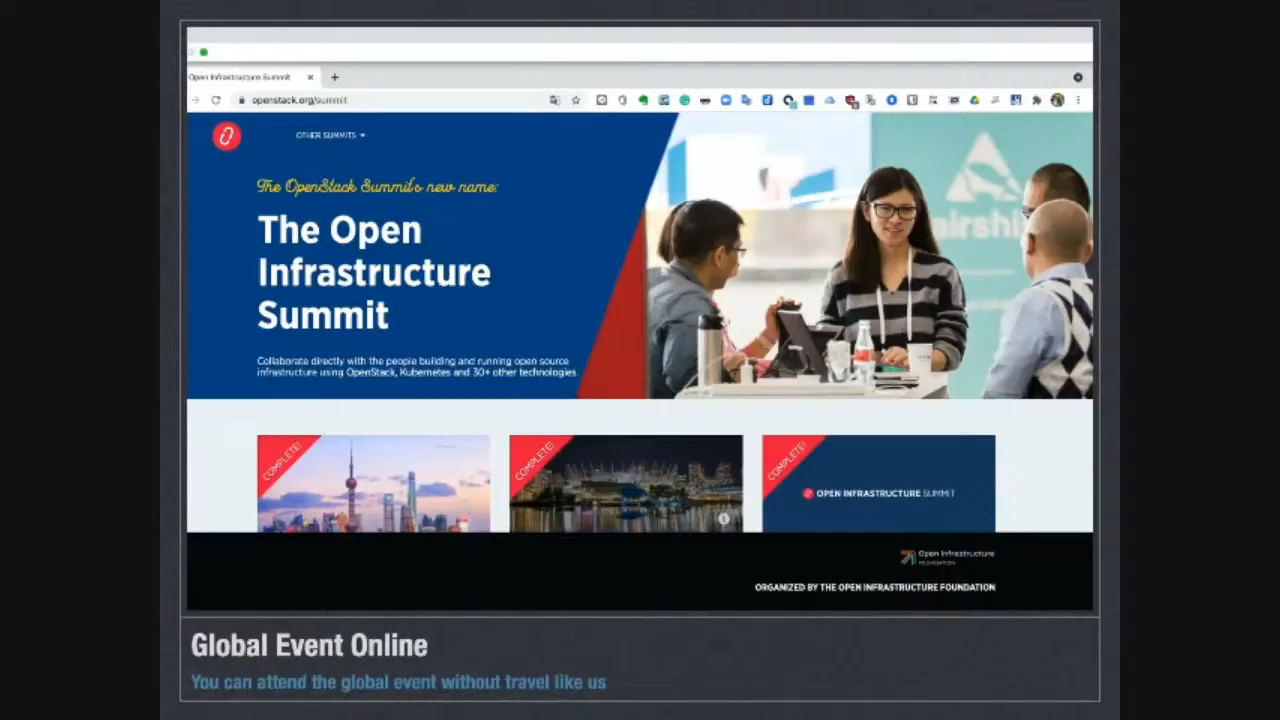 Open Infrastructure Summit
openstack.org/summit
OTHER SUMMITS
The OpenStack Summit's new name:
The Open
Infrastructure
Summit
Collaborate directly with the people building and running open source
infrastructure using OpenStack, Kubernetes and 30+ other technologies.
airshi
COMPLETE!
COMPLETE!
COMPLETE!
OPEN INFRASTRUCTURE SUMMIT
Open Infrastructure
FOUNDATION
ORGANIZED BY THE OPEN INFRASTRUCTURE FOUNDATION
Global Event Online
You can attend the global event without travel like us